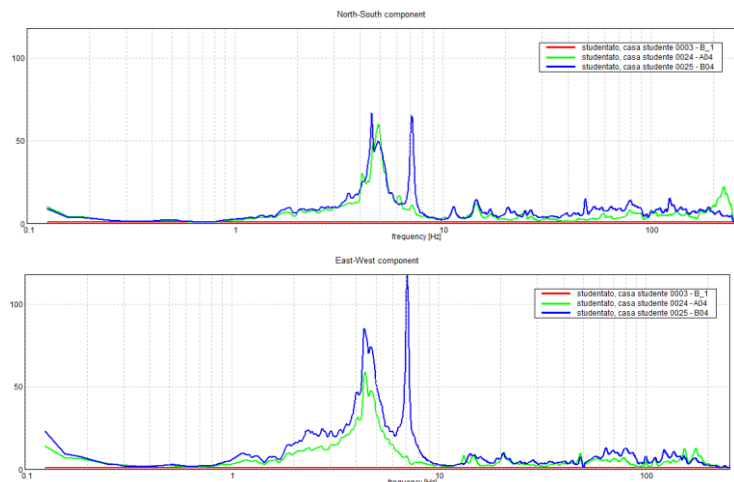 North-South component
100
50
0
studentato, casa studente 0003 - B_1
studentato, casa studente 0024 - A04
studentato, casa studente 0025 - B04
0.1 1 10 100
frequency [Hz]
East-West component
100
50
0
studentato, casa studente 0003 - B_1
studentato, casa studente 0024 - A04
studentato, casa studente 0025 - B04
0.1 1 10 100
frequency [Hz]